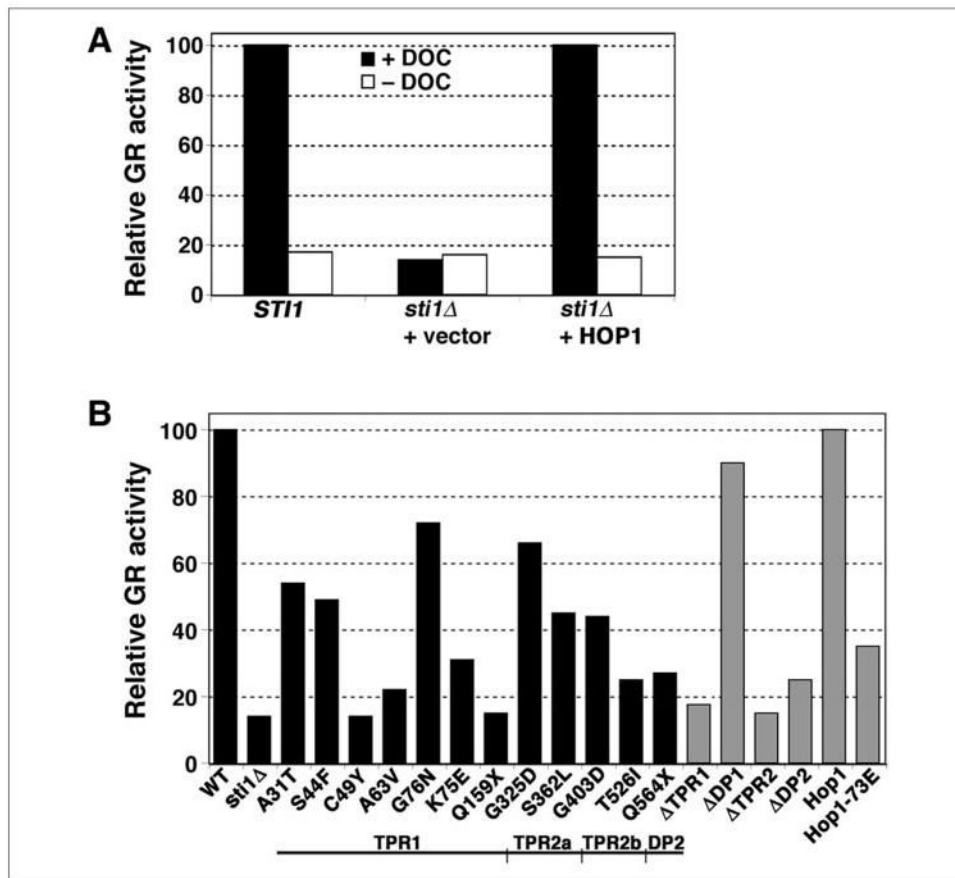 A
Relative GR activity
100
80
60
40
20
0
+ DOC
– DOC
STI1
sti1Δ
+ vector
sti1Δ
+ HOP1
B
Relative GR activity
100
80
60
40
20
0
WT
sti1Δ
A31T
S44F
C49Y
A63V
G76N
K75E
Q159X
G325D
S362L
G403D
T526I
Q564X
ΔTPR1
ΔDP1
ΔTPR2
ΔDP2
Hop1
Hop1-73E
TPR1 TPR2a TPR2b DP2